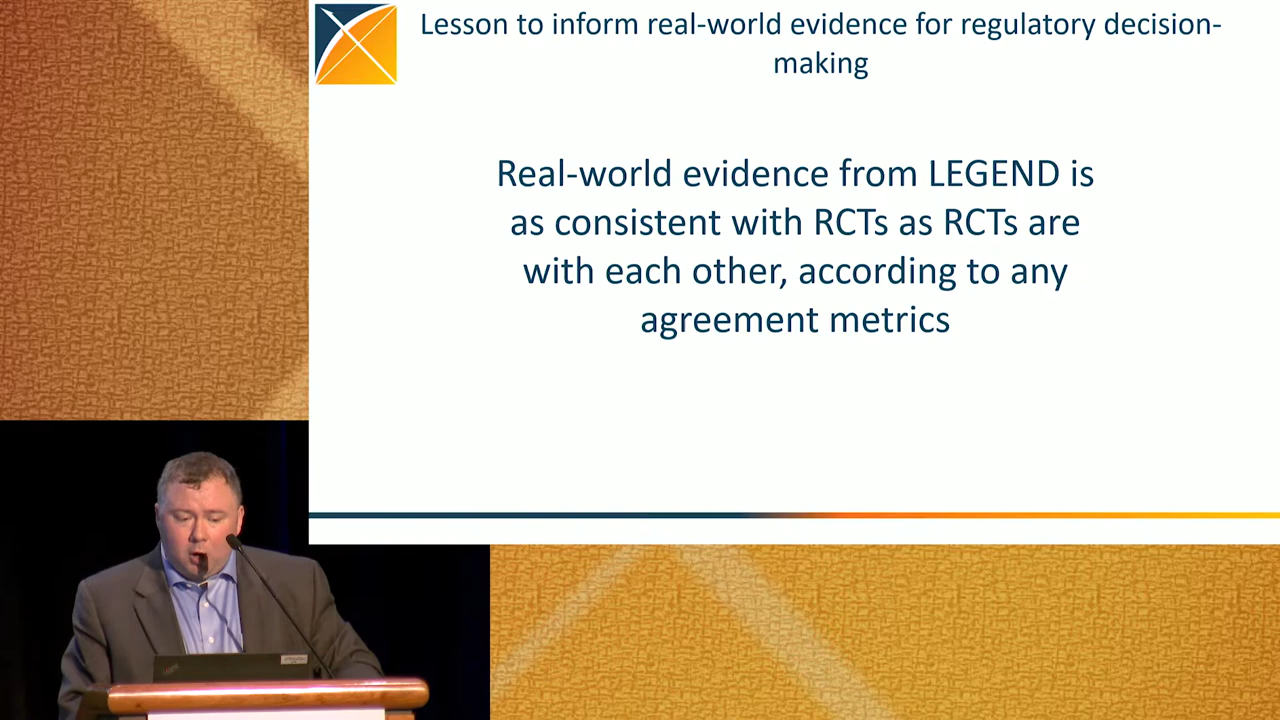 Lesson to inform real-world evidence for regulatory decision-
making
Real-world evidence from LEGEND is
as consistent with RCTs as RCTs are
with each other, according to any
agreement metrics